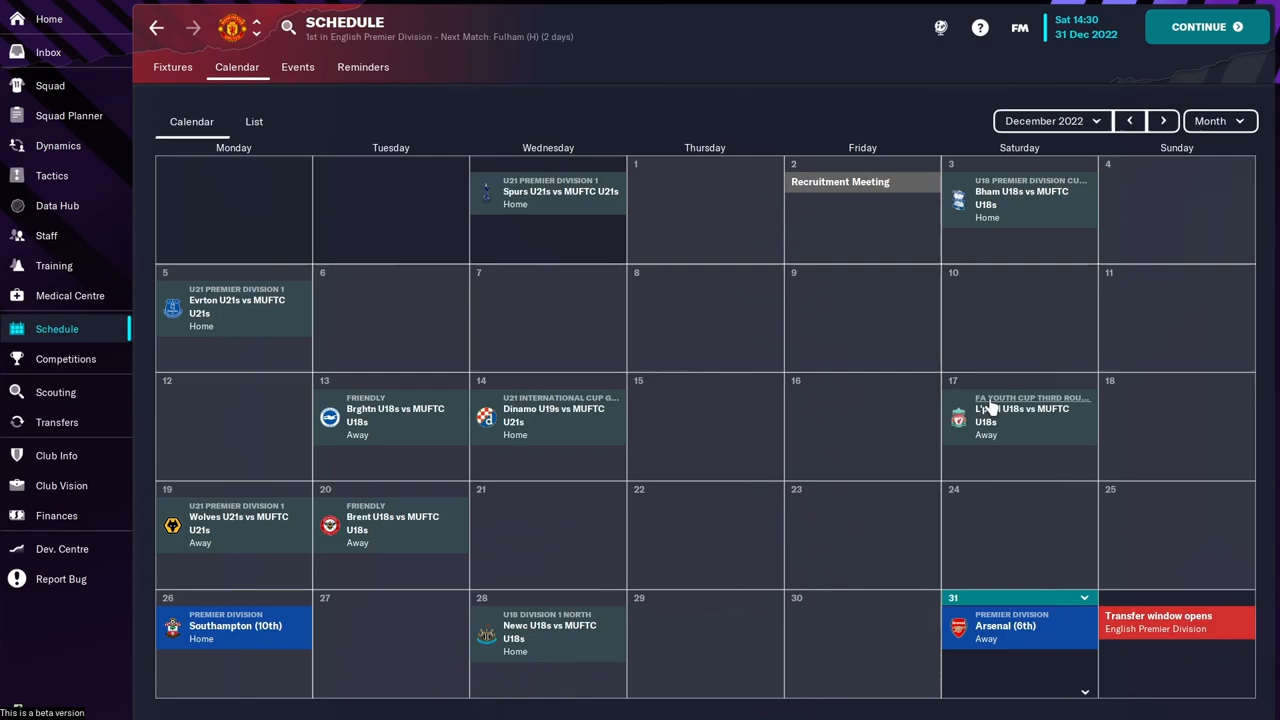 Home
Inbox
Squad
Squad Planner
Dynamics
Tactics
Data Hub
Staff
Training
Medical Centre
Schedule
Competitions
Scouting
Transfers
Club Info
Club Vision
Finances
Dev. Centre
Report Bug
This is a beta version
SCHEDULE
1st in English Premier Division - Next Match: Fulham (H) (2 days)
FM
Sat 14:30
31 Dec 2022
CONTINUE
Fixtures Calendar Events Reminders
Calendar List
December 2022 Month
Monday Tuesday Wednesday Thursday Friday Saturday Sunday
U21 PREMIER DIVISION 1
Spurs U21s vs MUFTC U21s
Home
1
2
Recruitment Meeting
3
U18 PREMIER DIVISION CU...
Bham U18s vs MUFTC
U18s
Home
4
5
U21 PREMIER DIVISION 1
Evrton U21s vs MUFTC
U21s
Home
6
7
8
9
10
11
12
13
FRIENDLY
Brghtn U18s vs MUFTC
U18s
Away
14
U21 INTERNATIONAL CUP G...
Dinamo U19s vs MUFTC
U21s
Home
15
16
17
FA YOUTH CUP THIRD ROU...
U18s vs MUFTC
U18s
Away
18
19
U21 PREMIER DIVISION 1
Wolves U21s vs MUFTC
U21s
Away
20
FRIENDLY
Brent U18s vs MUFTC
U18s
Away
21
22
23
24
25
26
PREMIER DIVISION
Southampton (10th)
Home
27
28
U18 DIVISION 1 NORTH
Newc U18s vs MUFTC
U18s
Home
29
30
31
PREMIER DIVISION
Arsenal (6th)
Away
Transfer window opens
English Premier Division